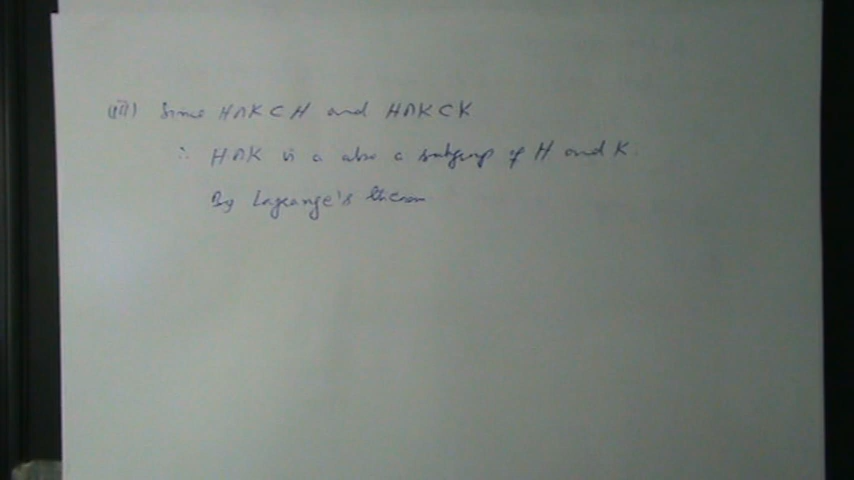 (iii) Since H∩K ⊂ H and H∩K ⊂ K
∴ H∩K is a also a subgroup of H and K.
By Lagrange's theorem